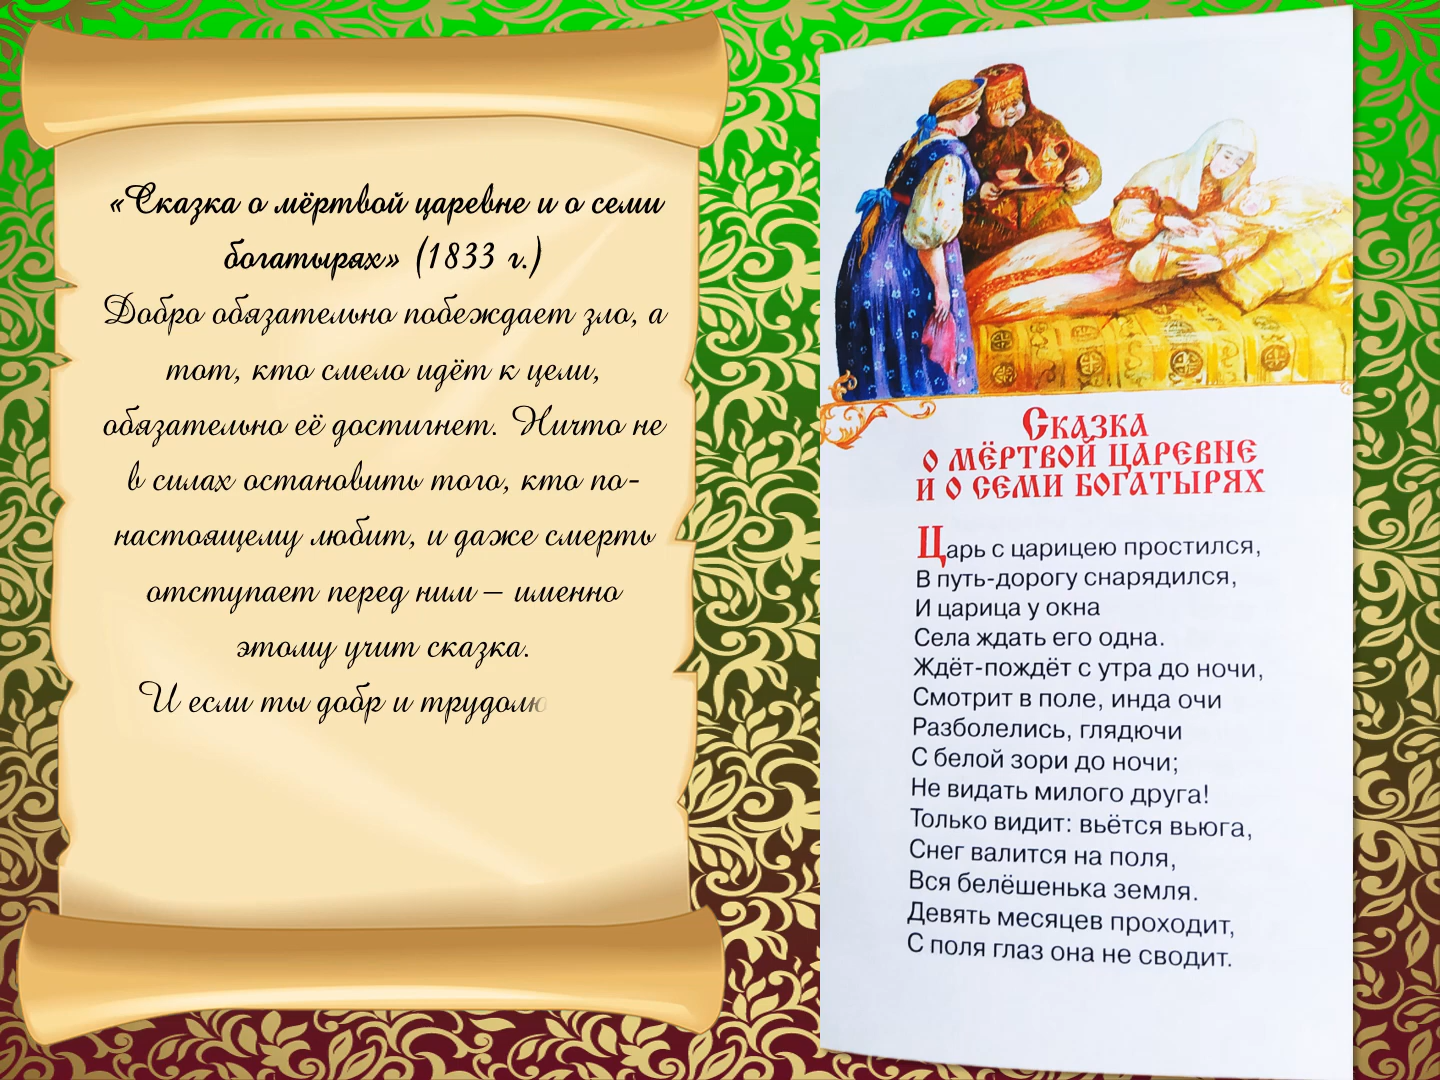 «Сказка о мёртвой царевне и о семи
богатырях» (1833 г.)
Добро обязательно побеждает зло, а
тот, кто смело идёт к цели,
обязательно её достигнет. Ничто не
в силах остановить того, кто по-
настоящему любит, и даже смерть
отступает перед ним – именно
этому учит сказка.
И если ты добр и трудолю
Сказка
о мёртвой царевне
и о семи богатырях
Царь с царицею простился,
В путь-дорогу снарядился,
И царица у окна
Села ждать его одна.
Ждёт-пождёт с утра до ночи,
Смотрит в поле, инда очи
Разболелись, глядючи
С белой зори до ночи;
Не видать милого друга!
Только видит: вьётся вьюга,
Снег валится на поля,
Вся белёшенька земля.
Девять месяцев проходит,
С поля глаз она не сводит.